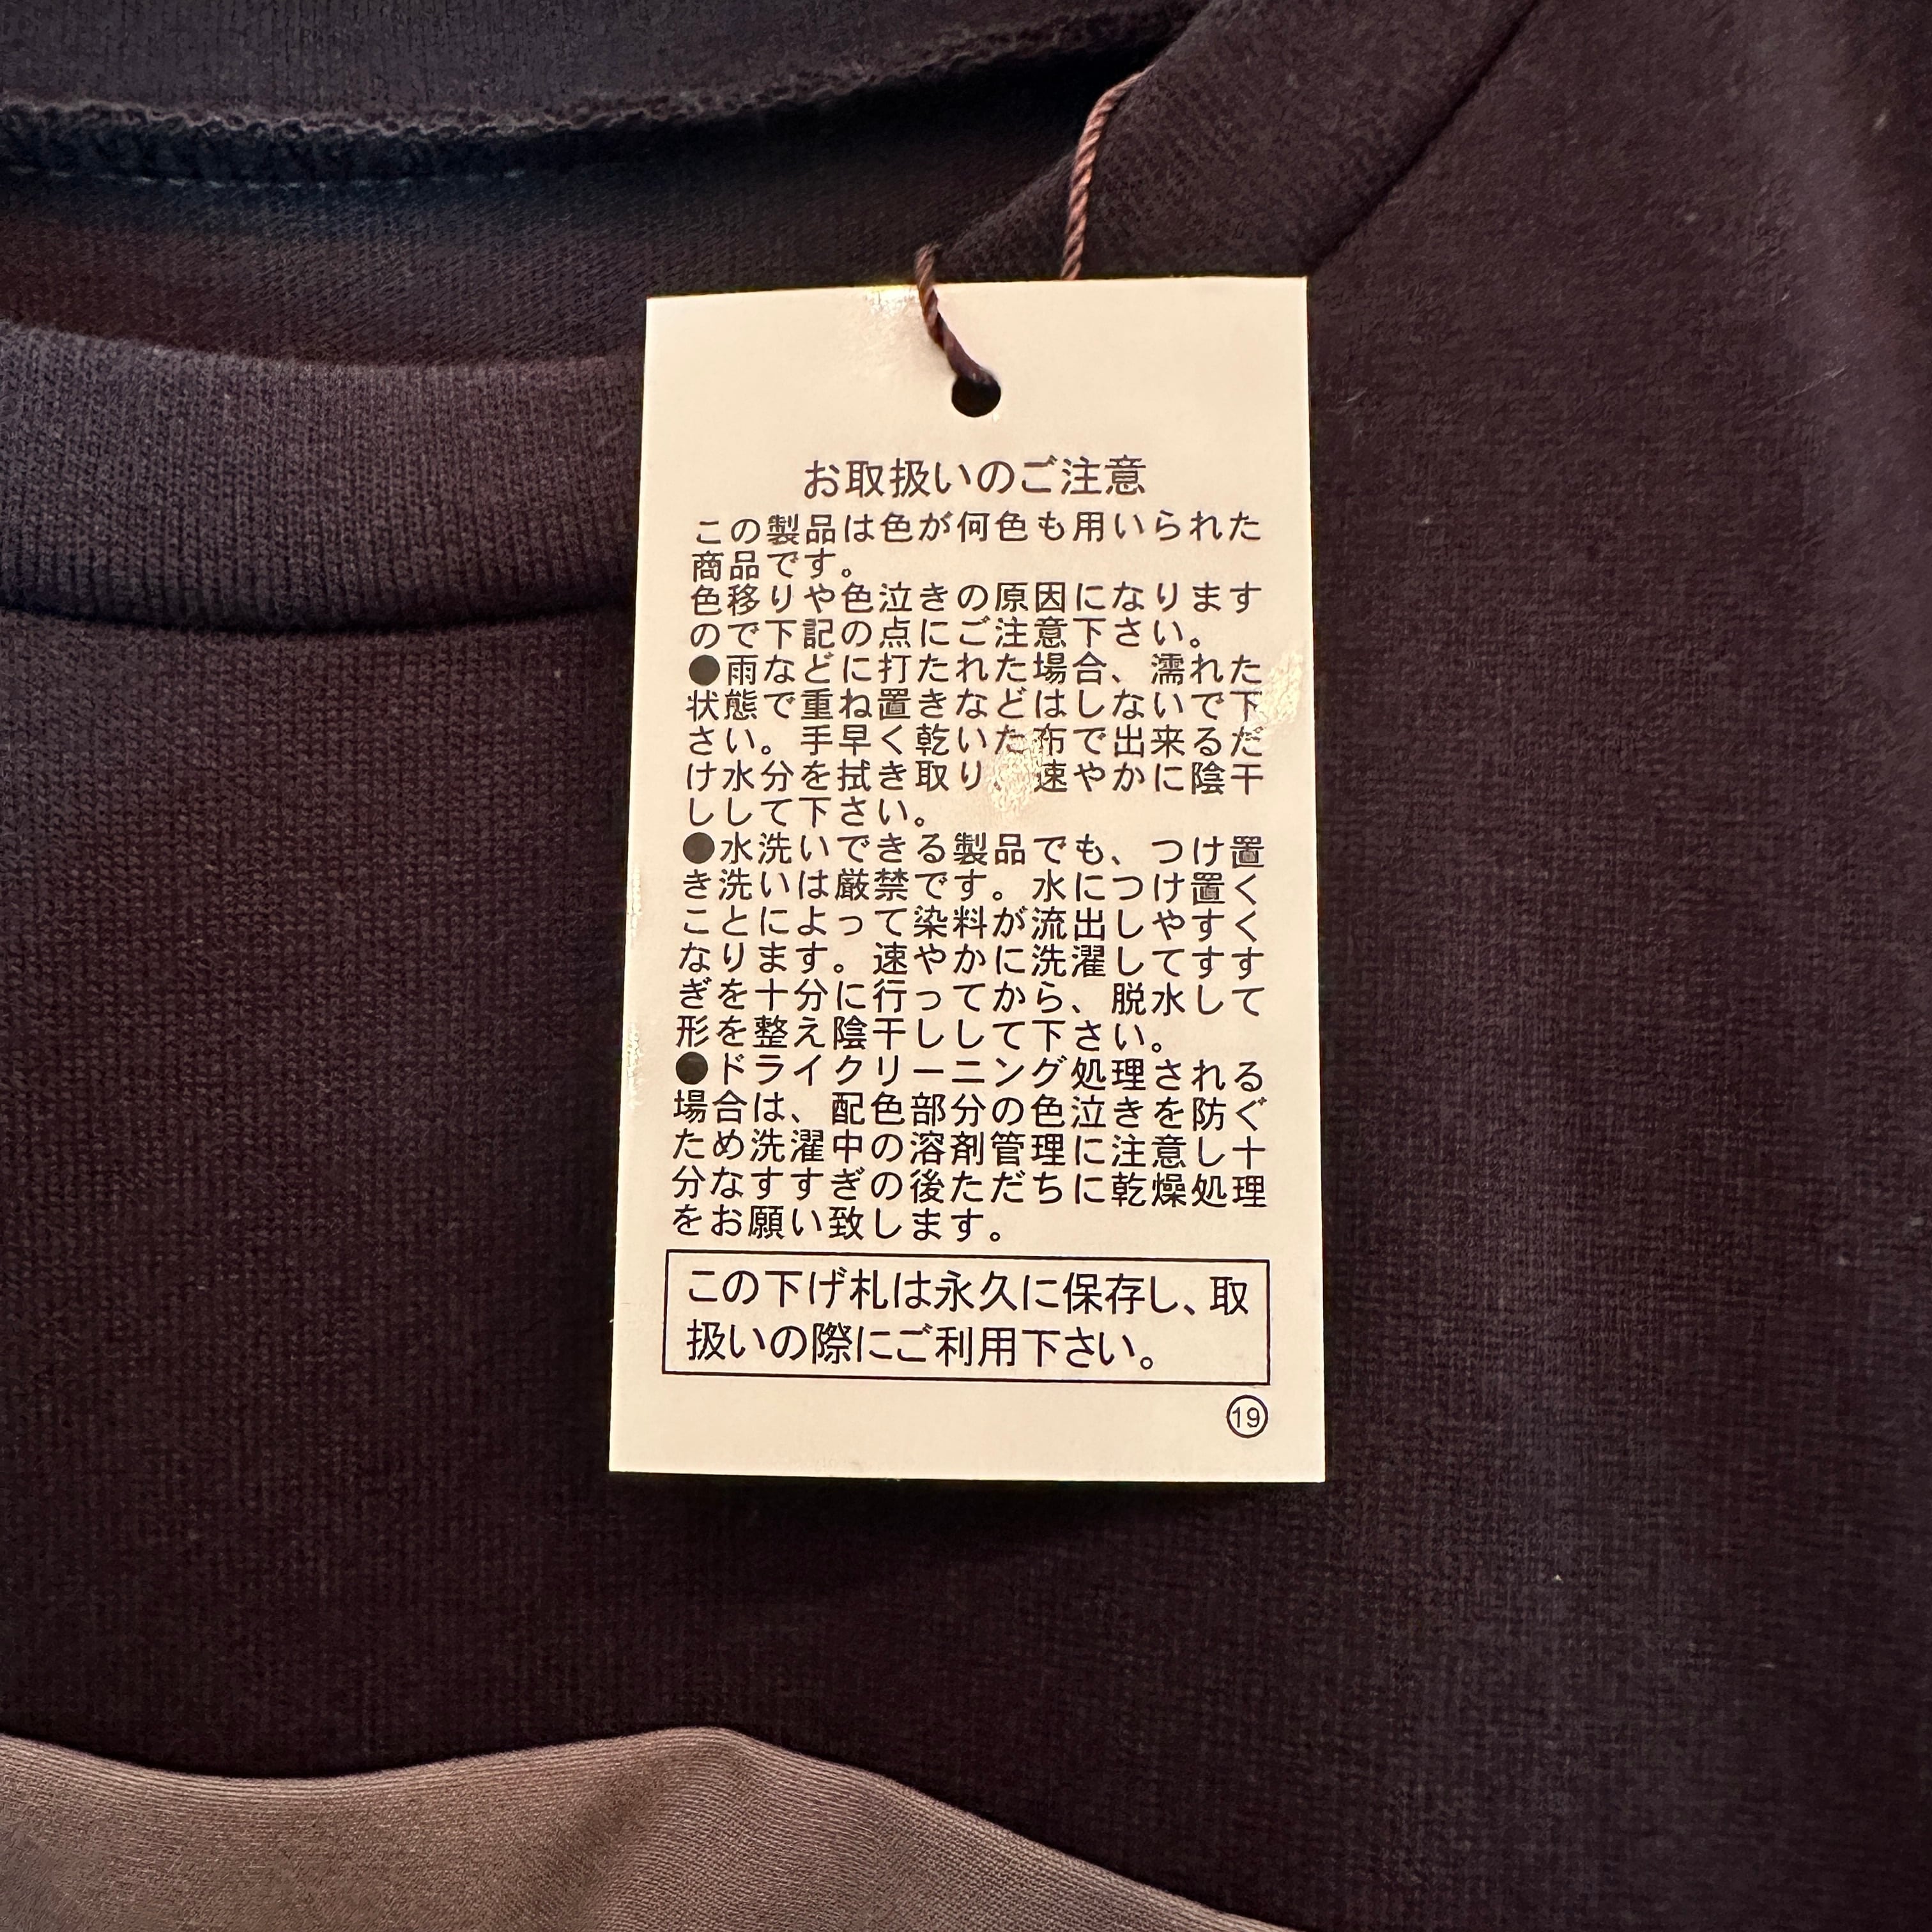 お取扱いのご注意
この製品は色が何色も用いられた
商品です。
色移りや色泣きの原因になります
ので下記の点にご注意下さい。
●雨などに打たれた場合、濡れた
状態で重ね置きなどはしないで下
さい。手早く乾いた布で出来るだ
け水分を拭き取り、速やかに陰干
しして下さい。
●水洗いできる製品でも、つけ置
き洗いは厳禁です。水につけ置く
ことによって染料が流出しやすく
なります。速やかに洗濯してすす
ぎを十分に行ってから、脱水して
形を整え陰干しして下さい。
●ドライクリーニング処理される
場合は、配色部分の色泣きを防ぐ
ため洗濯中の溶剤管理に注意し十
分なすすぎの後ただちに乾燥処理
をお願い致します。
この下げ札は永久に保存し、取
扱いの際にご利用下さい。
⑲